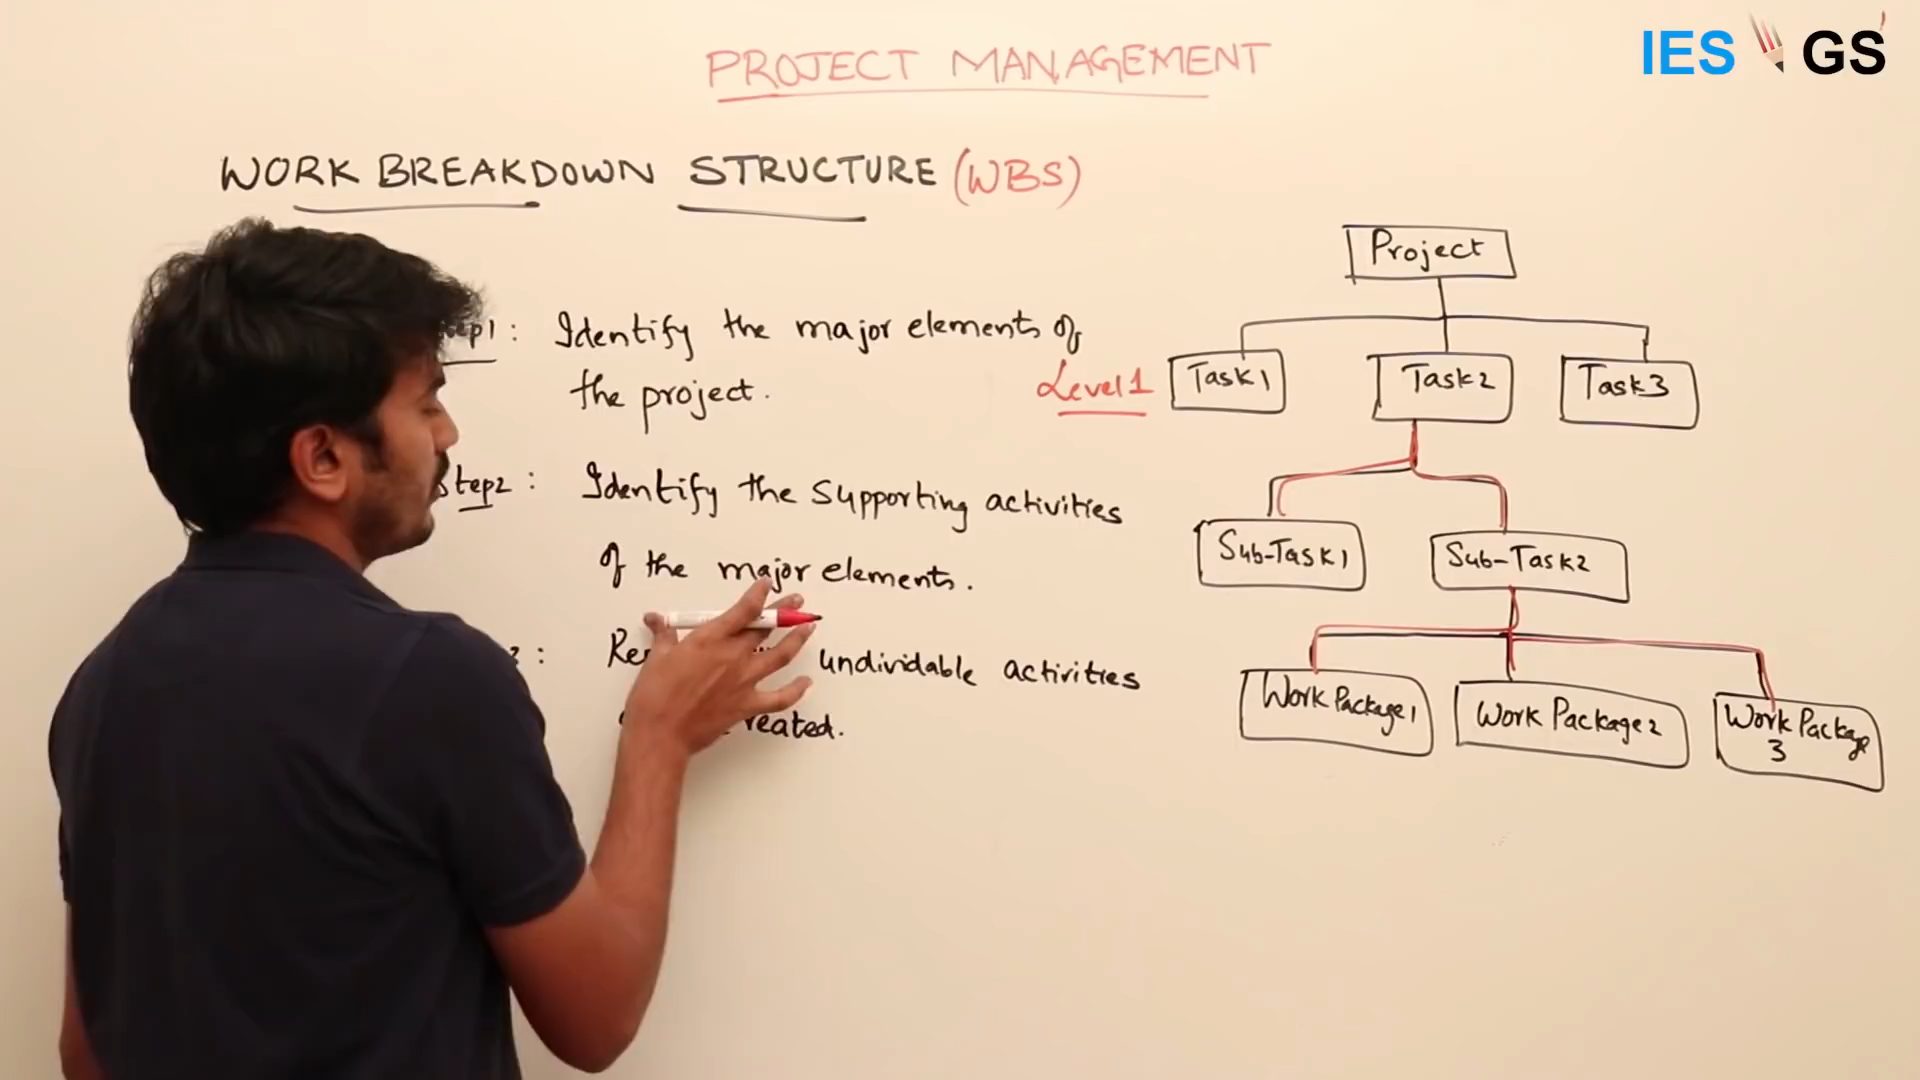 PROJECT MANAGEMENT
IES GS
WORK BREAKDOWN STRUCTURE (WBS)
Project
: Identify the major elements of
the project.
Level 1
Task1
Task2
Task3
Step2 : Identify the supporting activities
of the major elements.
Sub-Task1
Sub-Task2
: undividable activities
Work Package1
Work Package2
Work Package
3